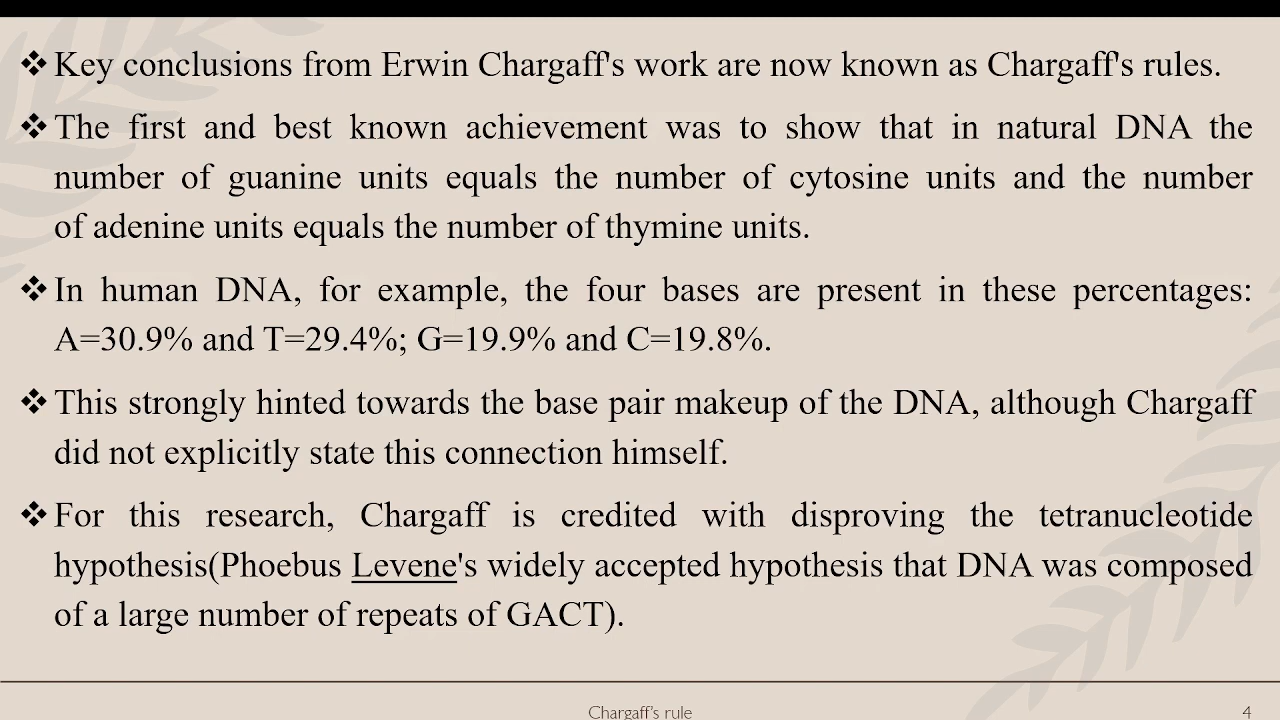 ❖ Key conclusions from Erwin Chargaff's work are now known as Chargaff's rules.
❖ The first and best known achievement was to show that in natural DNA the
number of guanine units equals the number of cytosine units and the number
of adenine units equals the number of thymine units.
❖ In human DNA, for example, the four bases are present in these percentages:
A=30.9% and T=29.4%; G=19.9% and C=19.8%.
❖ This strongly hinted towards the base pair makeup of the DNA, although Chargaff
did not explicitly state this connection himself.
❖ For this research, Chargaff is credited with disproving the tetranucleotide
hypothesis(Phoebus Levene's widely accepted hypothesis that DNA was composed
of a large number of repeats of GACT).
Chargaff’s rule
4